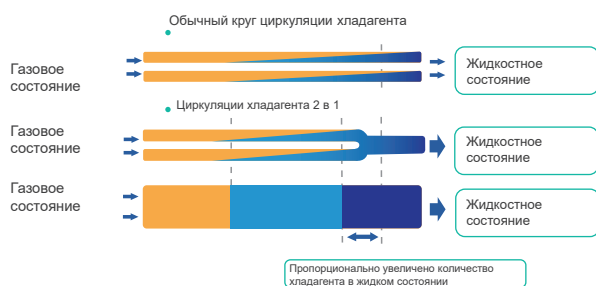 Обычный круг циркуляции хладагента
Газовое
состояние
Жидкостное
состояние
Циркуляции хладагента 2 в 1
Газовое
состояние
Жидкостное
состояние
Газовое
состояние
Жидкостное
состояние
Пропорционально увеличено количество
хладагента в жидком состоянии